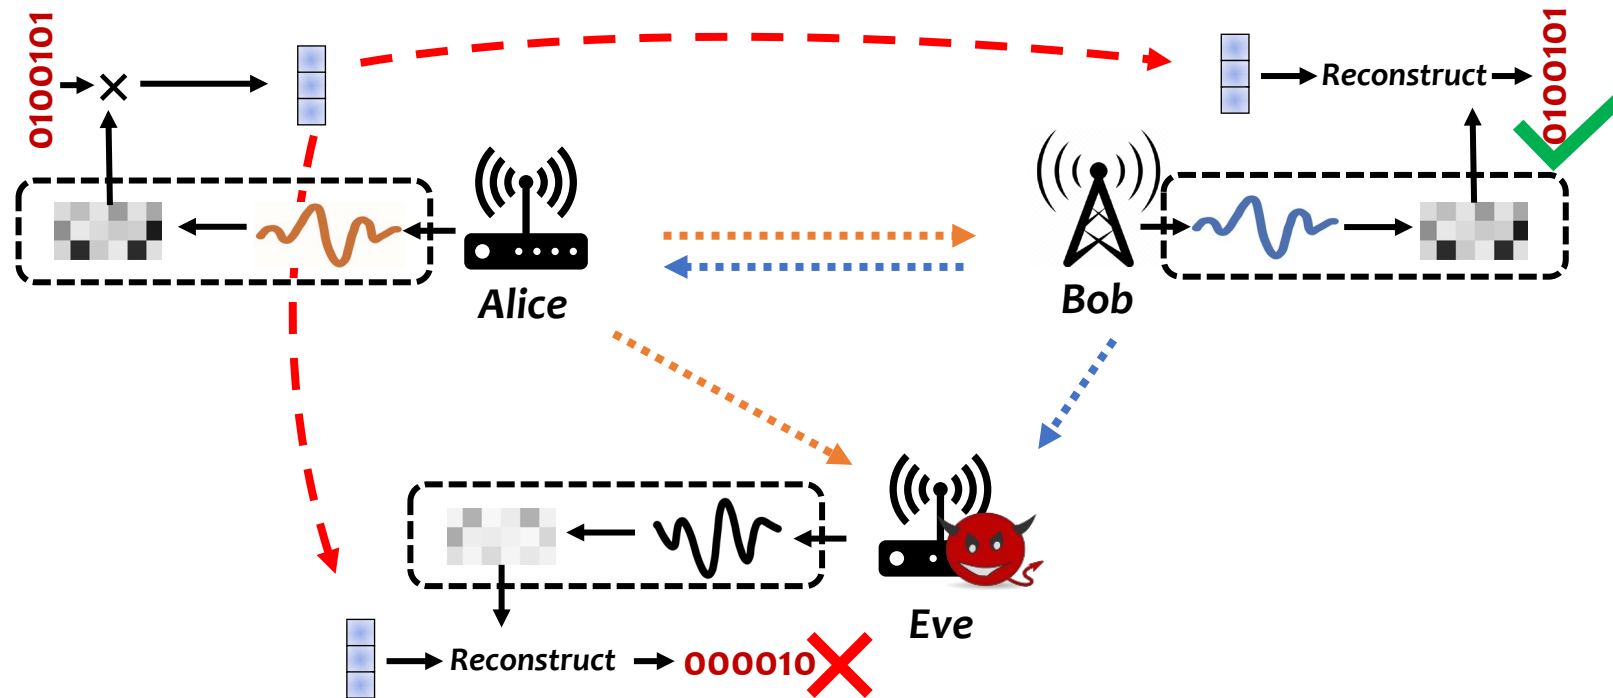 0100101
×
Reconstruct
0100101
Alice
Bob
Eve
Reconstruct
000010